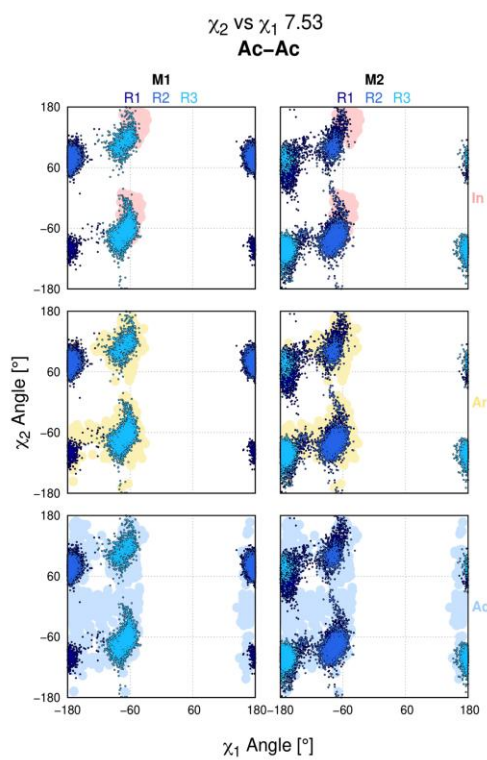 χ₂ vs χ₁ 7.53
Ac–Ac
M1 M2
R1 R2 R3 R1 R2 R3
180
60
−60
−180
In
180
60
−60
−180
χ₂ Angle [°]
180
60
−60
−180
−180 −60 60 180−180 −60 60 180
χ₁ Angle [°]